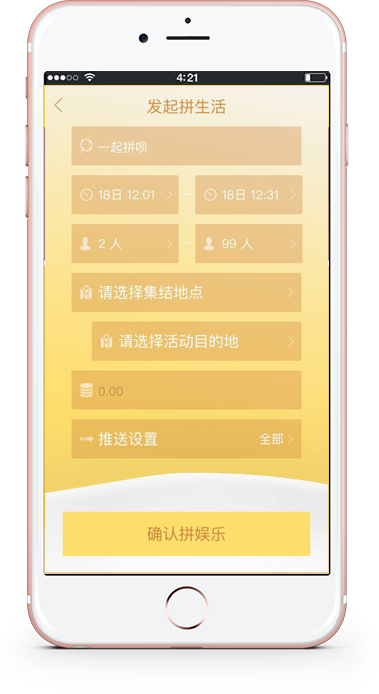 4:21
发起拼生活
一起拼呗
18日 12:01 ~ 18日 12:31
2 人 ~ 99 人
请选择集结地点
请选择活动目的地
0.00
推送设置 全部
确认拼娱乐